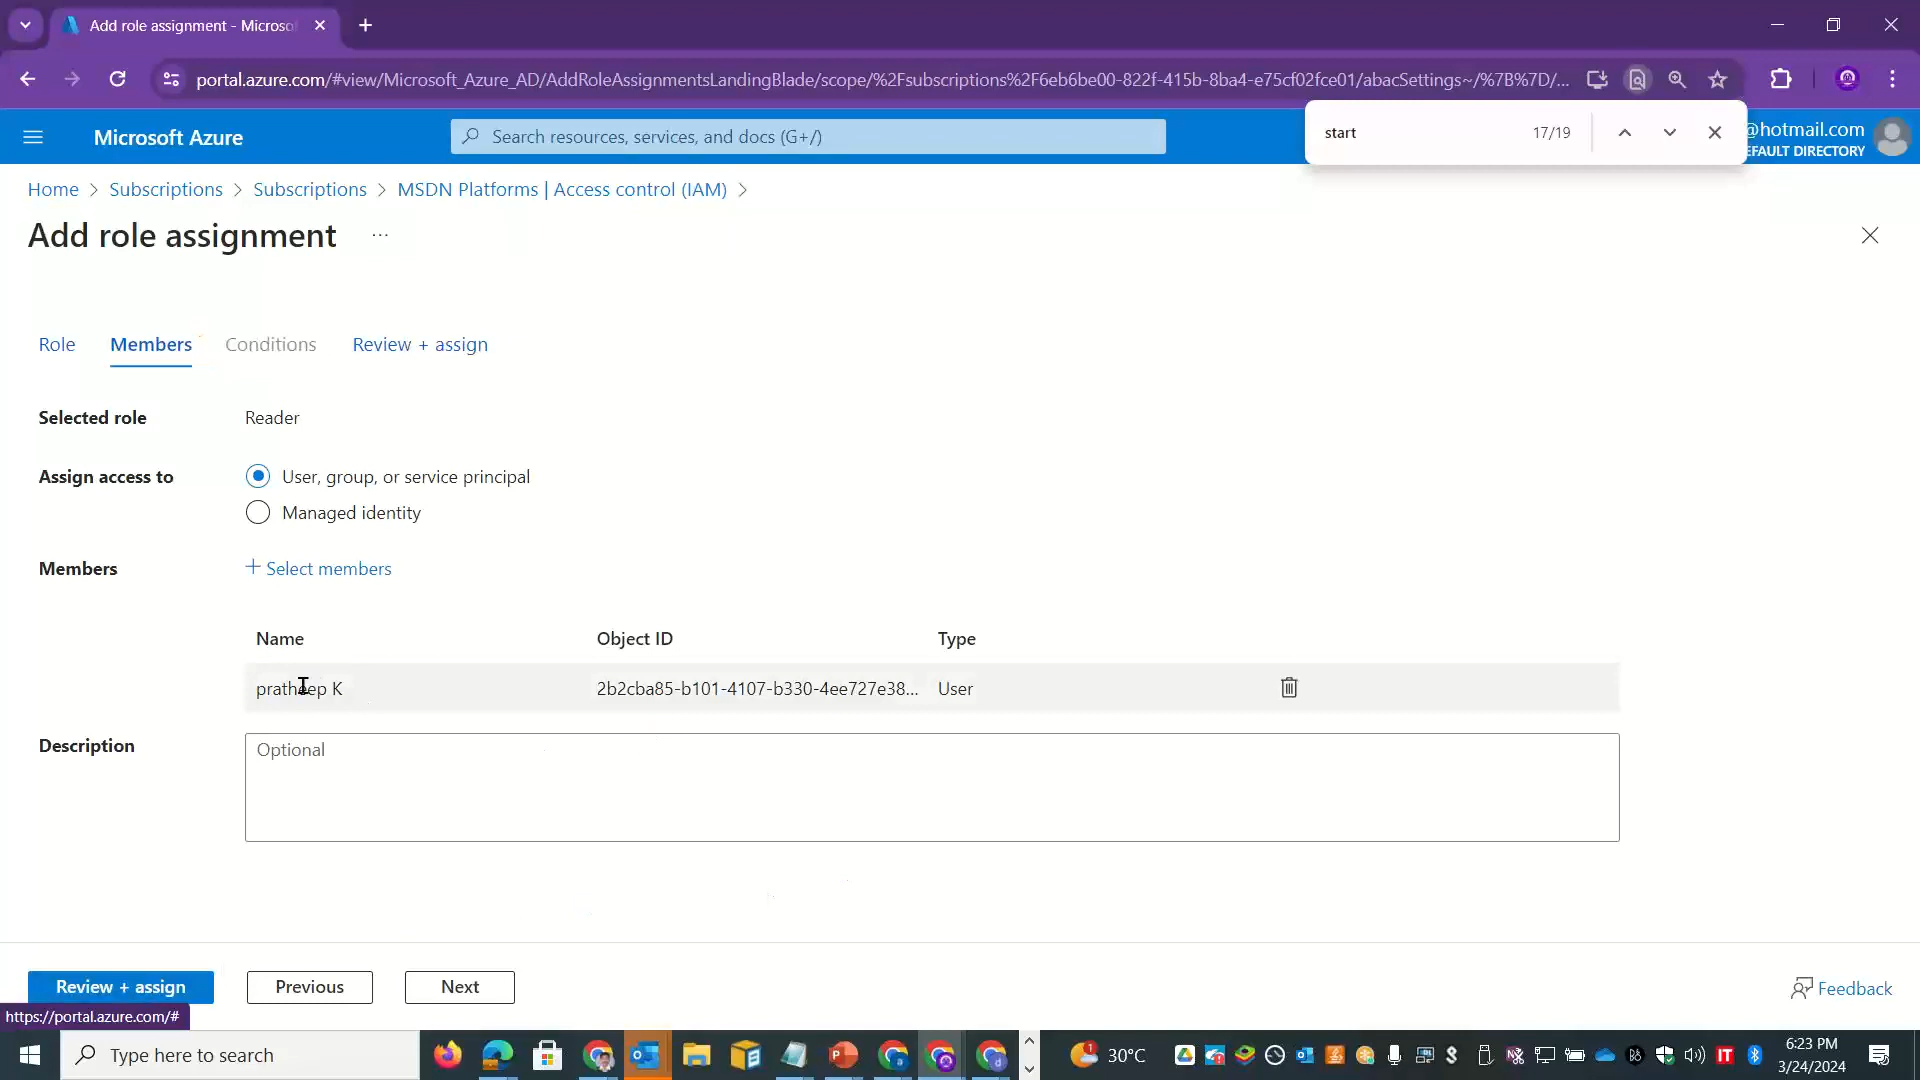 Add role assignment - Microso
portal.azure.com/#view/Microsoft_Azure_AD/AddRoleAssignmentsLandingBlade/scope/%2Fsubscriptions%2F6eb6be00-822f-415b-8ba4-e75cf02fce01/abacSettings~/%7B%7D/...
start 17/19
Microsoft Azure
Search resources, services, and docs (G+/)
@hotmail.com
EFAULT DIRECTORY
Home > Subscriptions > Subscriptions > MSDN Platforms | Access control (IAM) >
Add role assignment ...
Role Members Conditions Review + assign
Selected role Reader
Assign access to User, group, or service principal
Managed identity
Members + Select members
Name Object ID Type
pratheep K 2b2cba85-b101-4107-b330-4ee727e38... User
Description Optional
Review + assign Previous Next Feedback
https://portal.azure.com/#
Type here to search
30°C
6:23 PM
3/24/2024